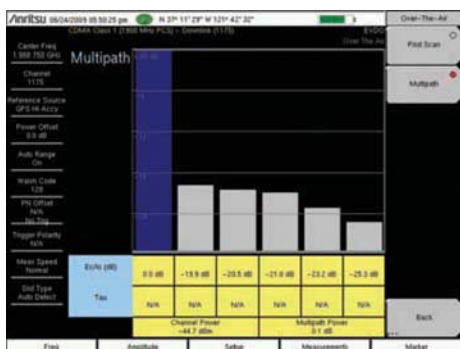 Anritsu 06/24/2009 05:50:25 pm N 37° 11' 29" W 121° 42' 32" Over-The-Air
CDMA Class 1 (1900 MHz PCS) - Downlink (1175) EVDO
Over The Air
Center Freq
1.988 750 GHz
Channel
1175
Reference Source
GPS Hi Accy
Power Offset
0.0 dB
Auto Range
On
Walsh Code
128
PN Offset
N/A
No Trig
Trigger Polarity
N/A
Meas Speed
Normal
Std Type
Auto Detect
Multipath
Ec/Io (dB) 0.0 dB -19.9 dB -20.5 dB -21.0 dB -23.2 dB -25.3 dB
Tau N/A N/A N/A N/A N/A N/A
Channel Power
-44.7 dBm
Multipath Power
0.1 dB
Pilot Scan
Multipath
Back
Freq Amplitude Setup Measurements Marker